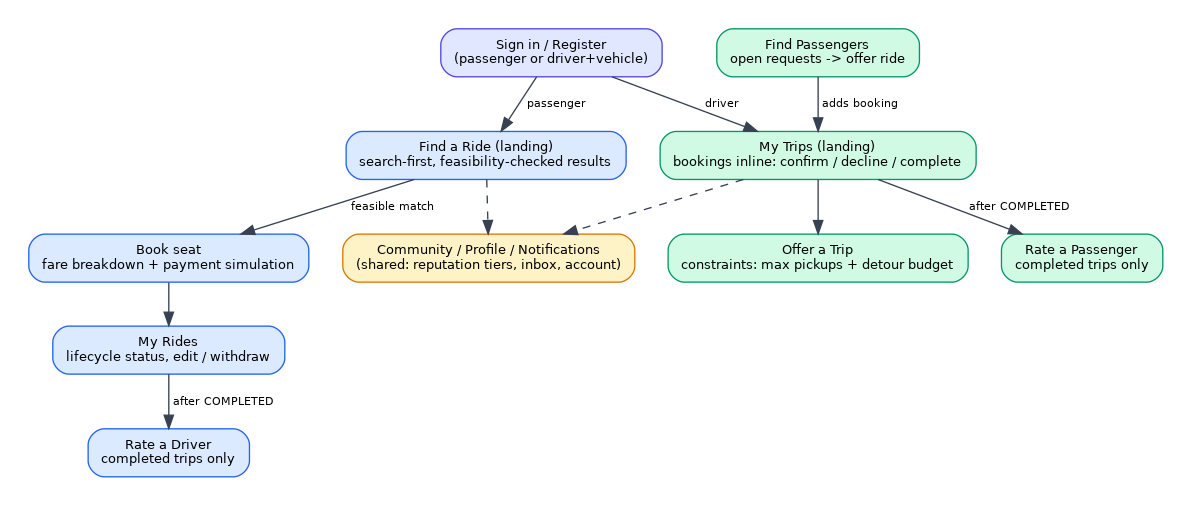 Sign in / Register
(passenger or driver+vehicle)
Find Passengers
open requests -> offer ride
passenger
driver
adds booking
Find a Ride (landing)
search-first, feasibility-checked results
My Trips (landing)
bookings inline: confirm / decline / complete
feasible match
after COMPLETED
Book seat
fare breakdown + payment simulation
Community / Profile / Notifications
(shared: reputation tiers, inbox, account)
Offer a Trip
constraints: max pickups + detour budget
Rate a Passenger
completed trips only
My Rides
lifecycle status, edit / withdraw
after COMPLETED
Rate a Driver
completed trips only